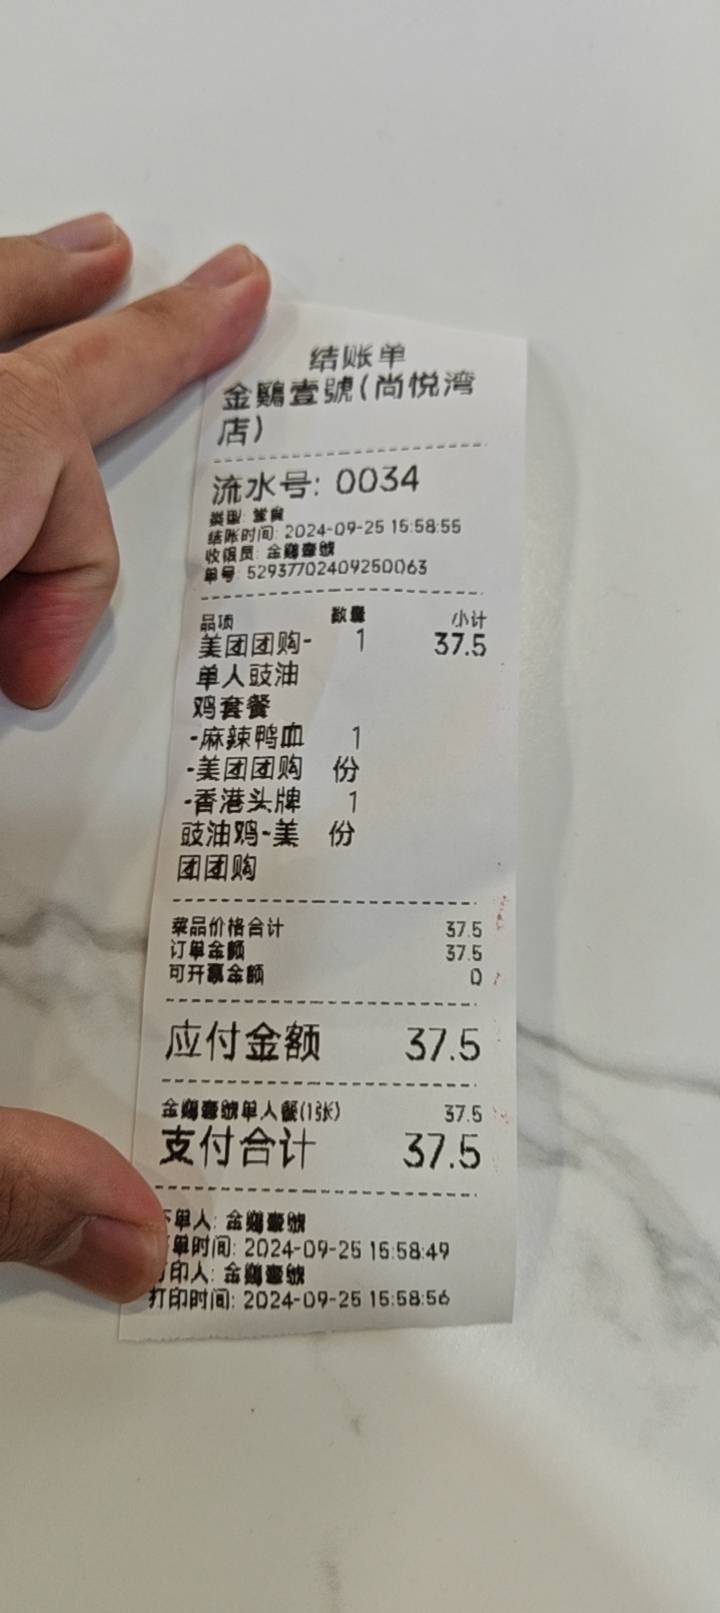 结账单
金鷄壹號(尚悦湾
店)
流水号: 0034
类型: 堂食
结账时间: 2024-09-25 15:58:55
收银员: 金鷄壹號
单号: 52937702409250063
品项 数量 小计
美团团购- 1 37.5
单人豉油
鸡套餐
-麻辣鸭血 1
-美团团购 份
-香港头牌 1
豉油鸡-美 份
团团购
菜品价格合计 37.5
订单金额 37.5
可开票金额 0
应付金额 37.5
金鷄壹號单人餐(1张) 37.5
支付合计 37.5
下单人: 金鷄壹號
单时间: 2024-09-25 15:58:49
印人: 金鷄壹號
打印时间: 2024-09-25 15:58:56